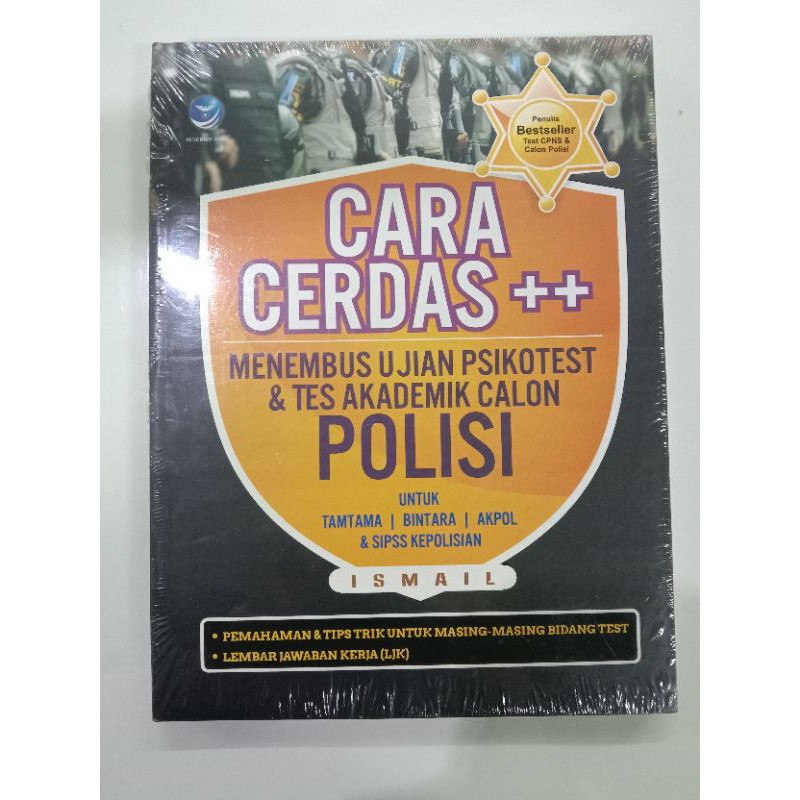 Penulis
Bestseller
Test CPNS &
Calon Polisi
CARA
CERDAS ++
MENEMBUS UJIAN PSIKOTEST
& TES AKADEMIK CALON
POLISI
UNTUK
TAMTAMA | BINTARA | AKPOL
& SIPSS KEPOLISIAN
ISMAIL
• PEMAHAMAN & TIPS TRIK UNTUK MASING-MASING BIDANG TEST
• LEMBAR JAWABAN KERJA (LJK)